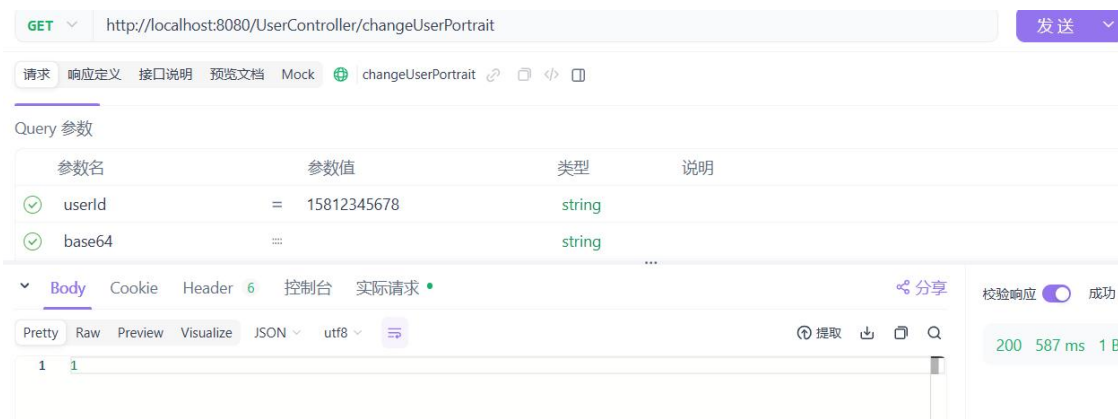 GET http://localhost:8080/UserController/changeUserPortrait 发送
请求 响应定义 接口说明 预览文档 Mock changeUserPortrait
Query 参数
参数名 参数值 类型 说明
userId = 15812345678 string
base64 string
Body Cookie Header 6 控制台 实际请求 分享
校验响应 成功
Pretty Raw Preview Visualize JSON utf8 提取
200 587 ms 1 B
1 1